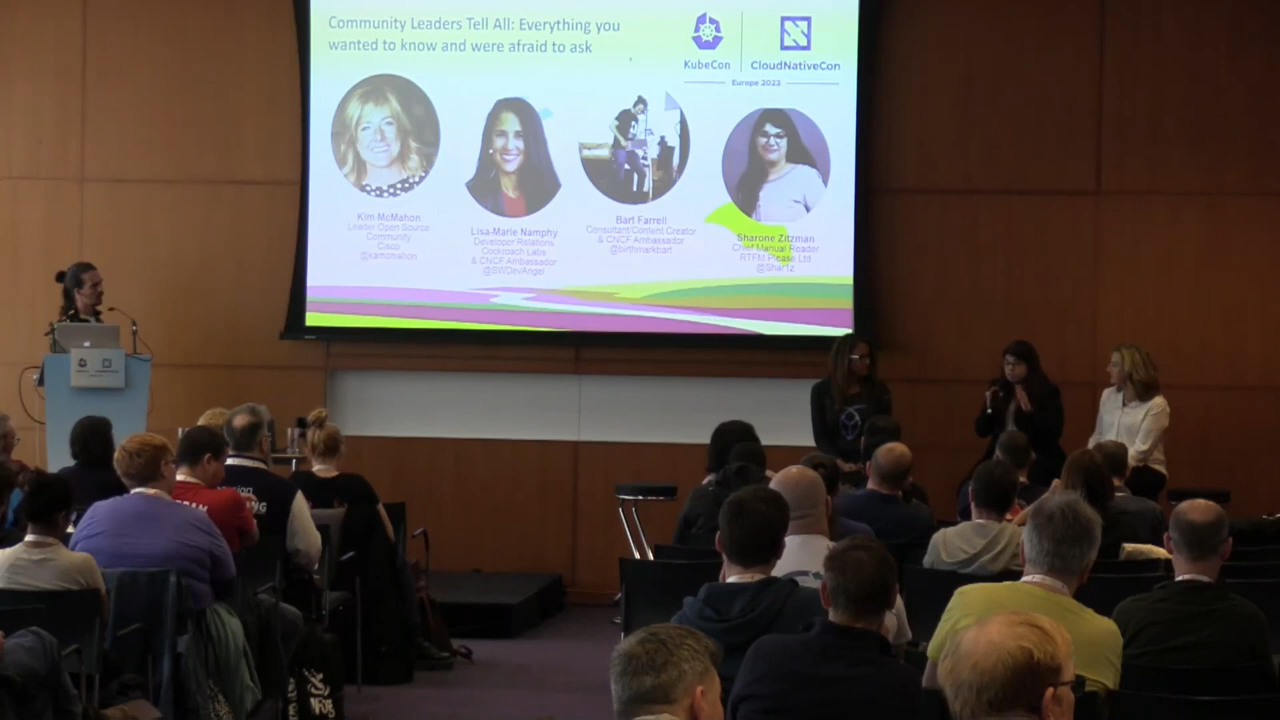 Community Leaders Tell All: Everything you
wanted to know and were afraid to ask
KubeCon
CloudNativeCon
Europe 2023
Kim McMahon
Leader Open Source
Community
Cisco
@kamcmahon
Lisa-Marie Namphy
Developer Relations
Cockroach Labs
& CNCF Ambassador
@SWDevAngel
Bart Farrell
Consultant/Content Creator
& CNCF Ambassador
@birthmarkbart
Sharone Zitzman
Chief Manual Reader
RTFM Please Ltd
@Shar1z